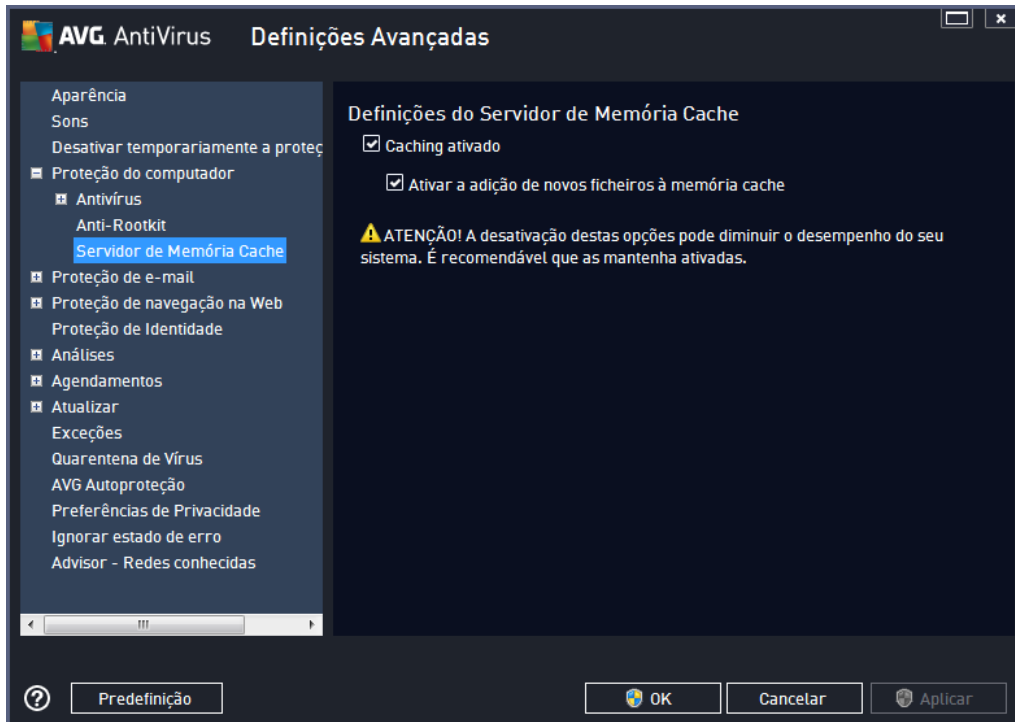 AVG. AntiVirus Definições Avançadas
Aparência
Sons
Desativar temporariamente a proteç
Proteção do computador
Antivírus
Anti-Rootkit
Servidor de Memória Cache
Proteção de e-mail
Proteção de navegação na Web
Proteção de Identidade
Análises
Agendamentos
Atualizar
Exceções
Quarentena de Vírus
AVG Autoproteção
Preferências de Privacidade
Ignorar estado de erro
Advisor - Redes conhecidas
Definições do Servidor de Memória Cache
Caching ativado
Ativar a adição de novos ficheiros à memória cache
ATENÇÃO! A desativação destas opções pode diminuir o desempenho do seu
sistema. É recomendável que as mantenha ativadas.
Predefinição
OK
Cancelar
Aplicar